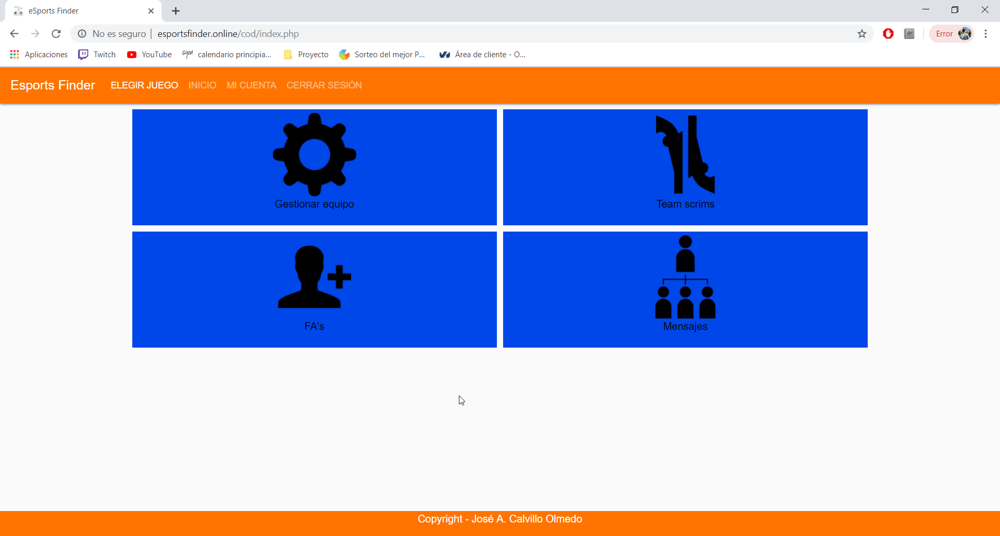 eSports Finder
No es seguro | esportsfinder.online/cod/index.php
Error
Aplicaciones
Twitch
YouTube
GYM calendario principia...
Proyecto
Sorteo del mejor P...
Área de cliente - O...
Esports Finder
ELEGIR JUEGO
INICIO
MI CUENTA
CERRAR SESIÓN
Gestionar equipo
Team scrims
FA's
Mensajes
Copyright - José A. Calvillo Olmedo